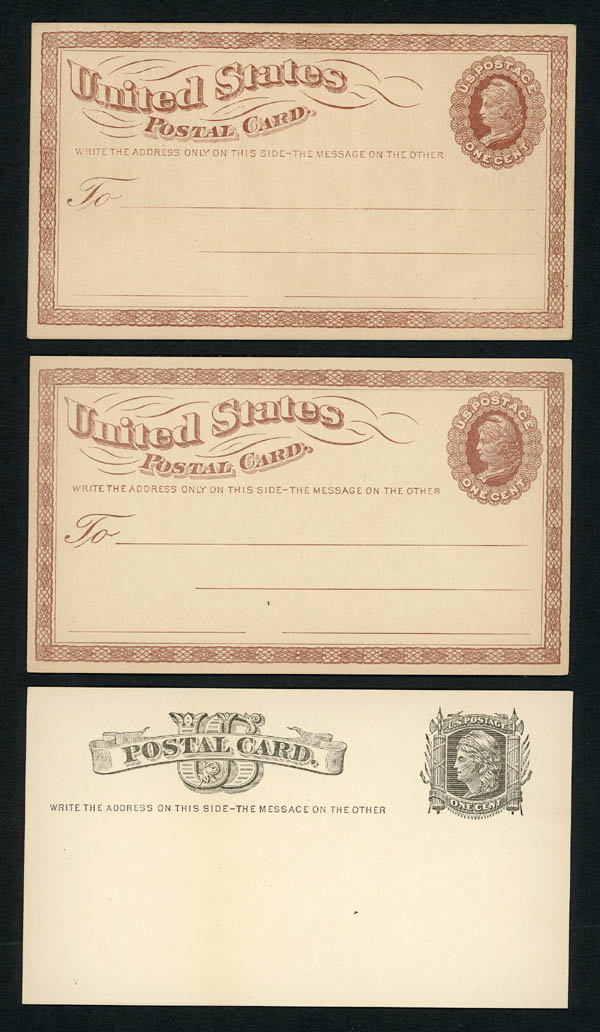 United States
U.S. POSTAGE
POSTAL CARD.
ONE CENT
WRITE THE ADDRESS ONLY ON THIS SIDE–THE MESSAGE ON THE OTHER
To
United States
U.S. POSTAGE
POSTAL CARD.
ONE CENT
WRITE THE ADDRESS ONLY ON THIS SIDE–THE MESSAGE ON THE OTHER
To
US
POSTAL CARD.
U.S. POSTAGE
ONE CENT
WRITE THE ADDRESS ON THIS SIDE–THE MESSAGE ON THE OTHER